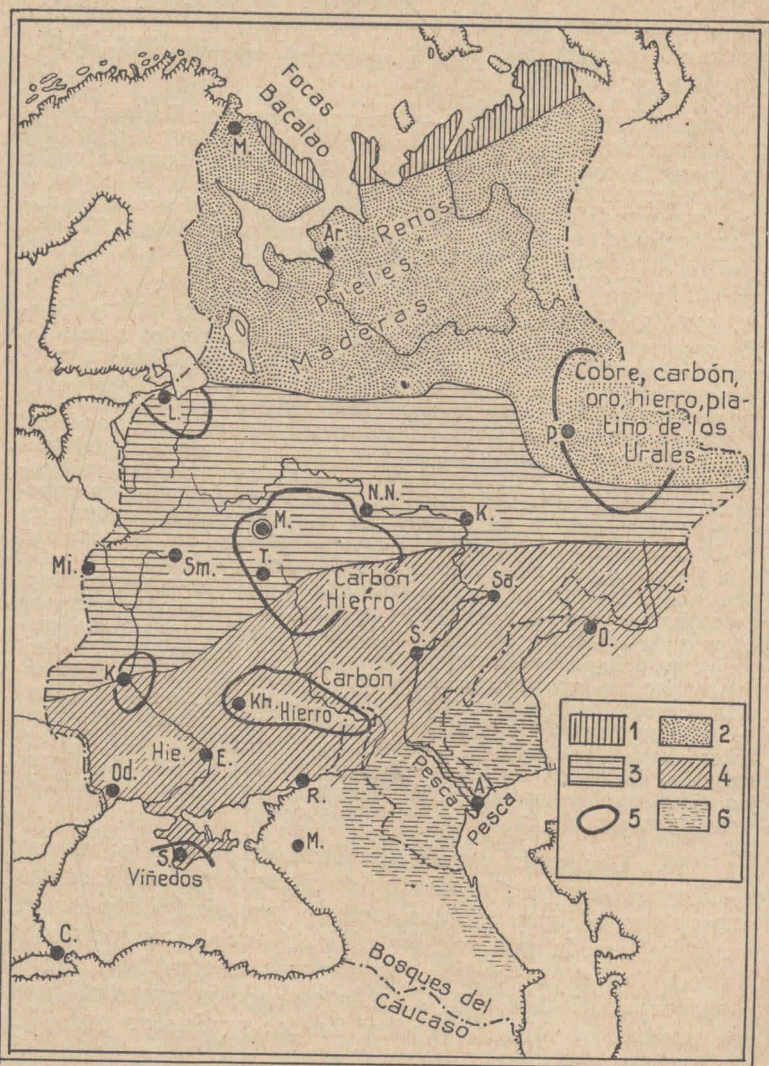 Focas
Bacalao
M.
Ar.
Renos
Pieles
Maderas
Cobre, carbón,
oro, hierro, pla-
tino de los
Urales
P.
L.
N.N.
K.
M.
T.
Carbón
Hierro
Mi.
Sm.
Sa.
O.
S.
K
Kh.
Carbón
Hierro
Hie.
E.
Od.
R.
A.
Pesca
Pesca
M.
S.
Viñedos
C.
Bosques del
Cáucaso
1 2
3 4
5 6